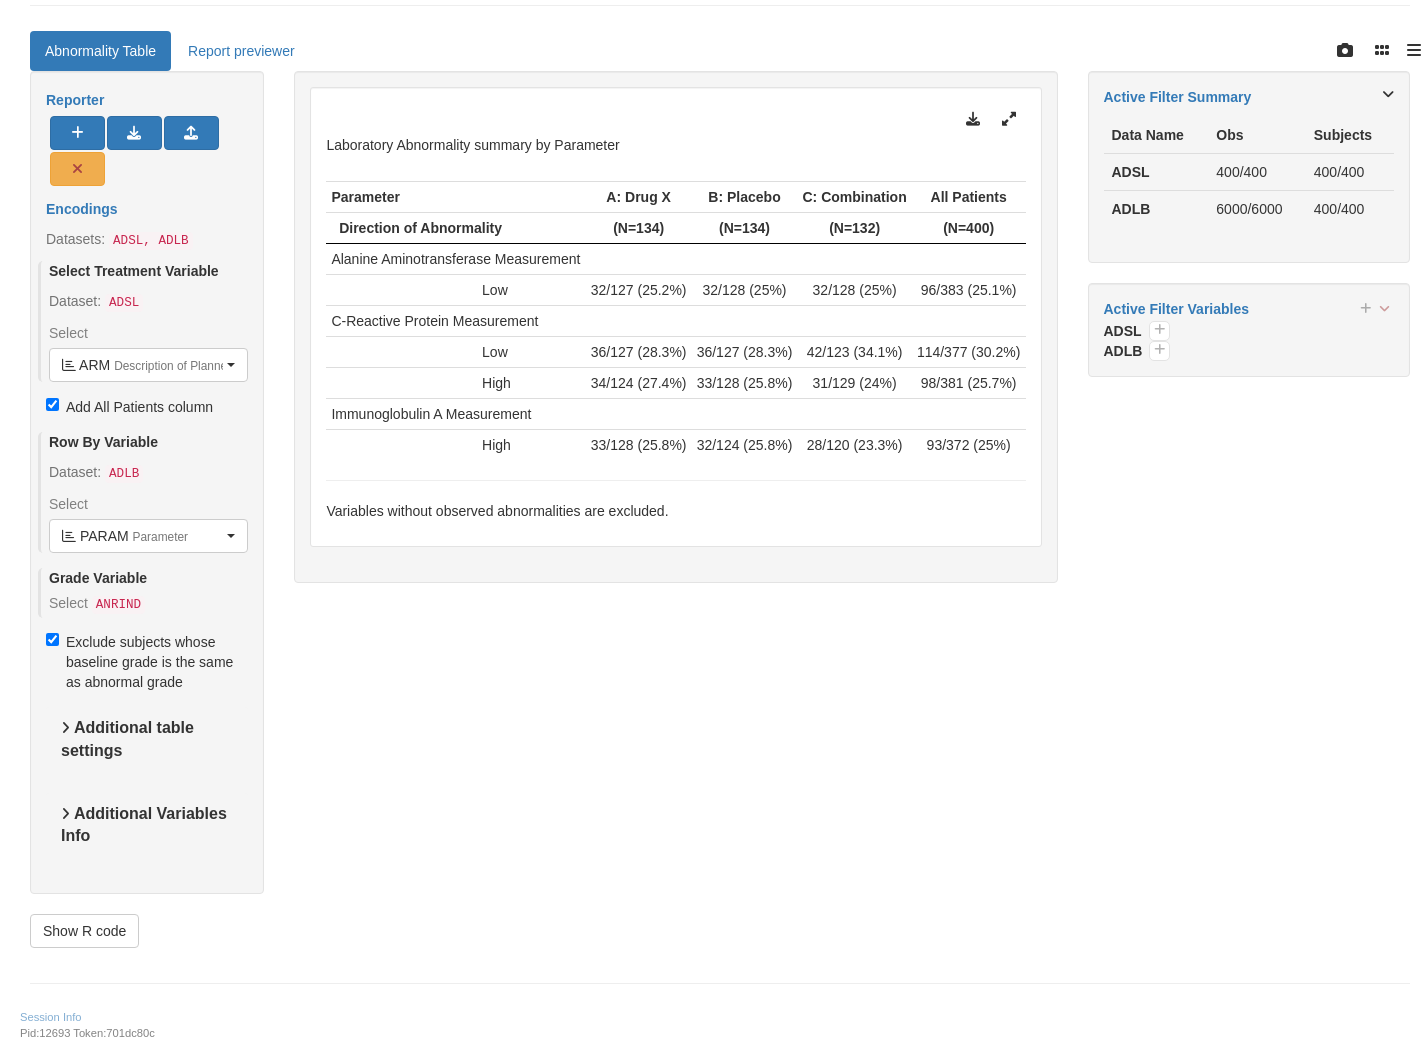 Abnormality Table
Report previewer
Reporter
Encodings
Datasets: ADSL, ADLB
Select Treatment Variable
Dataset: ADSL
Select
ARM Description of Planne
Add All Patients column
Row By Variable
Dataset: ADLB
Select
PARAM Parameter
Grade Variable
Select ANRIND
Exclude subjects whose
baseline grade is the same
as abnormal grade
Additional table
settings
Additional Variables
Info
Show R code
Laboratory Abnormality summary by Parameter
Parameter A: Drug X B: Placebo C: Combination All Patients
Direction of Abnormality (N=134) (N=134) (N=132) (N=400)
Alanine Aminotransferase Measurement
Low 32/127 (25.2%) 32/128 (25%) 32/128 (25%) 96/383 (25.1%)
C-Reactive Protein Measurement
Low 36/127 (28.3%) 36/127 (28.3%) 42/123 (34.1%) 114/377 (30.2%)
High 34/124 (27.4%) 33/128 (25.8%) 31/129 (24%) 98/381 (25.7%)
Immunoglobulin A Measurement
High 33/128 (25.8%) 32/124 (25.8%) 28/120 (23.3%) 93/372 (25%)
Variables without observed abnormalities are excluded.
Active Filter Summary
Data Name Obs Subjects
ADSL 400/400 400/400
ADLB 6000/6000 400/400
Active Filter Variables
ADSL
ADLB
Session Info
Pid:12693 Token:701dc80c